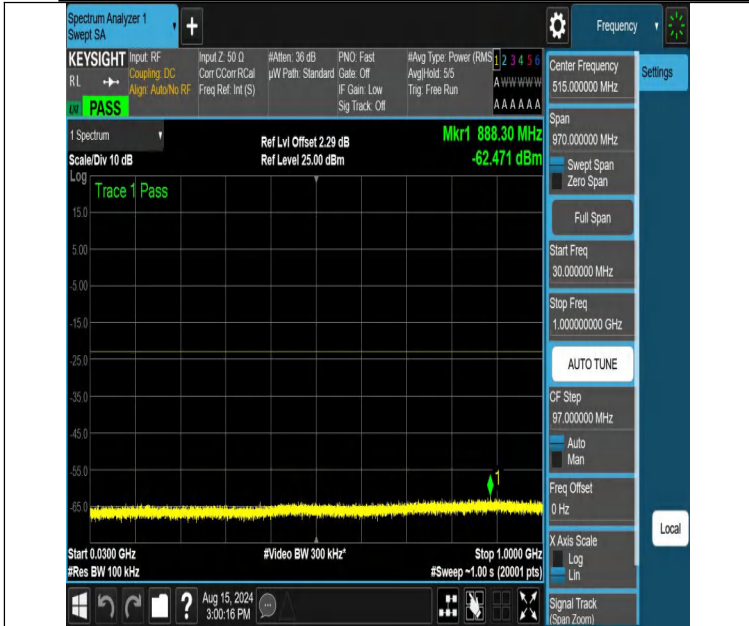 Spectrum Analyzer 1
Swept SA
+
Frequency
KEYSIGHT
RL
PASS
Input: RF
Coupling: DC
Align: Auto/No RF
Input Z: 50 Ω
Corr CCorr RCal
Freq Ref: Int (S)
#Atten: 36 dB
µW Path: Standard
PNO: Fast
Gate: Off
IF Gain: Low
Sig Track: Off
#Avg Type: Power (RMS
Avg|Hold: 5/5
Trig: Free Run
1 2 3 4 5 6
A W W W W W
A A A A A A
1 Spectrum
Scale/Div 10 dB
Ref Lvl Offset 2.29 dB
Ref Level 25.00 dBm
Mkr1 888.30 MHz
-62.471 dBm
Log
Trace 1 Pass
15.0
5.00
-5.00
-15.0
-25.0
-35.0
-45.0
-55.0
-65.0
1
Start 0.0300 GHz
#Res BW 100 kHz
#Video BW 300 kHz*
Stop 1.0000 GHz
#Sweep ~1.00 s (20001 pts)
?
Aug 15, 2024
3:00:16 PM
Center Frequency
515.000000 MHz
Span
970.000000 MHz
Swept Span
Zero Span
Full Span
Start Freq
30.000000 MHz
Stop Freq
1.000000000 GHz
AUTO TUNE
CF Step
97.000000 MHz
Auto
Man
Freq Offset
0 Hz
X Axis Scale
Log
Lin
Signal Track
(Span Zoom)
Settings
Local